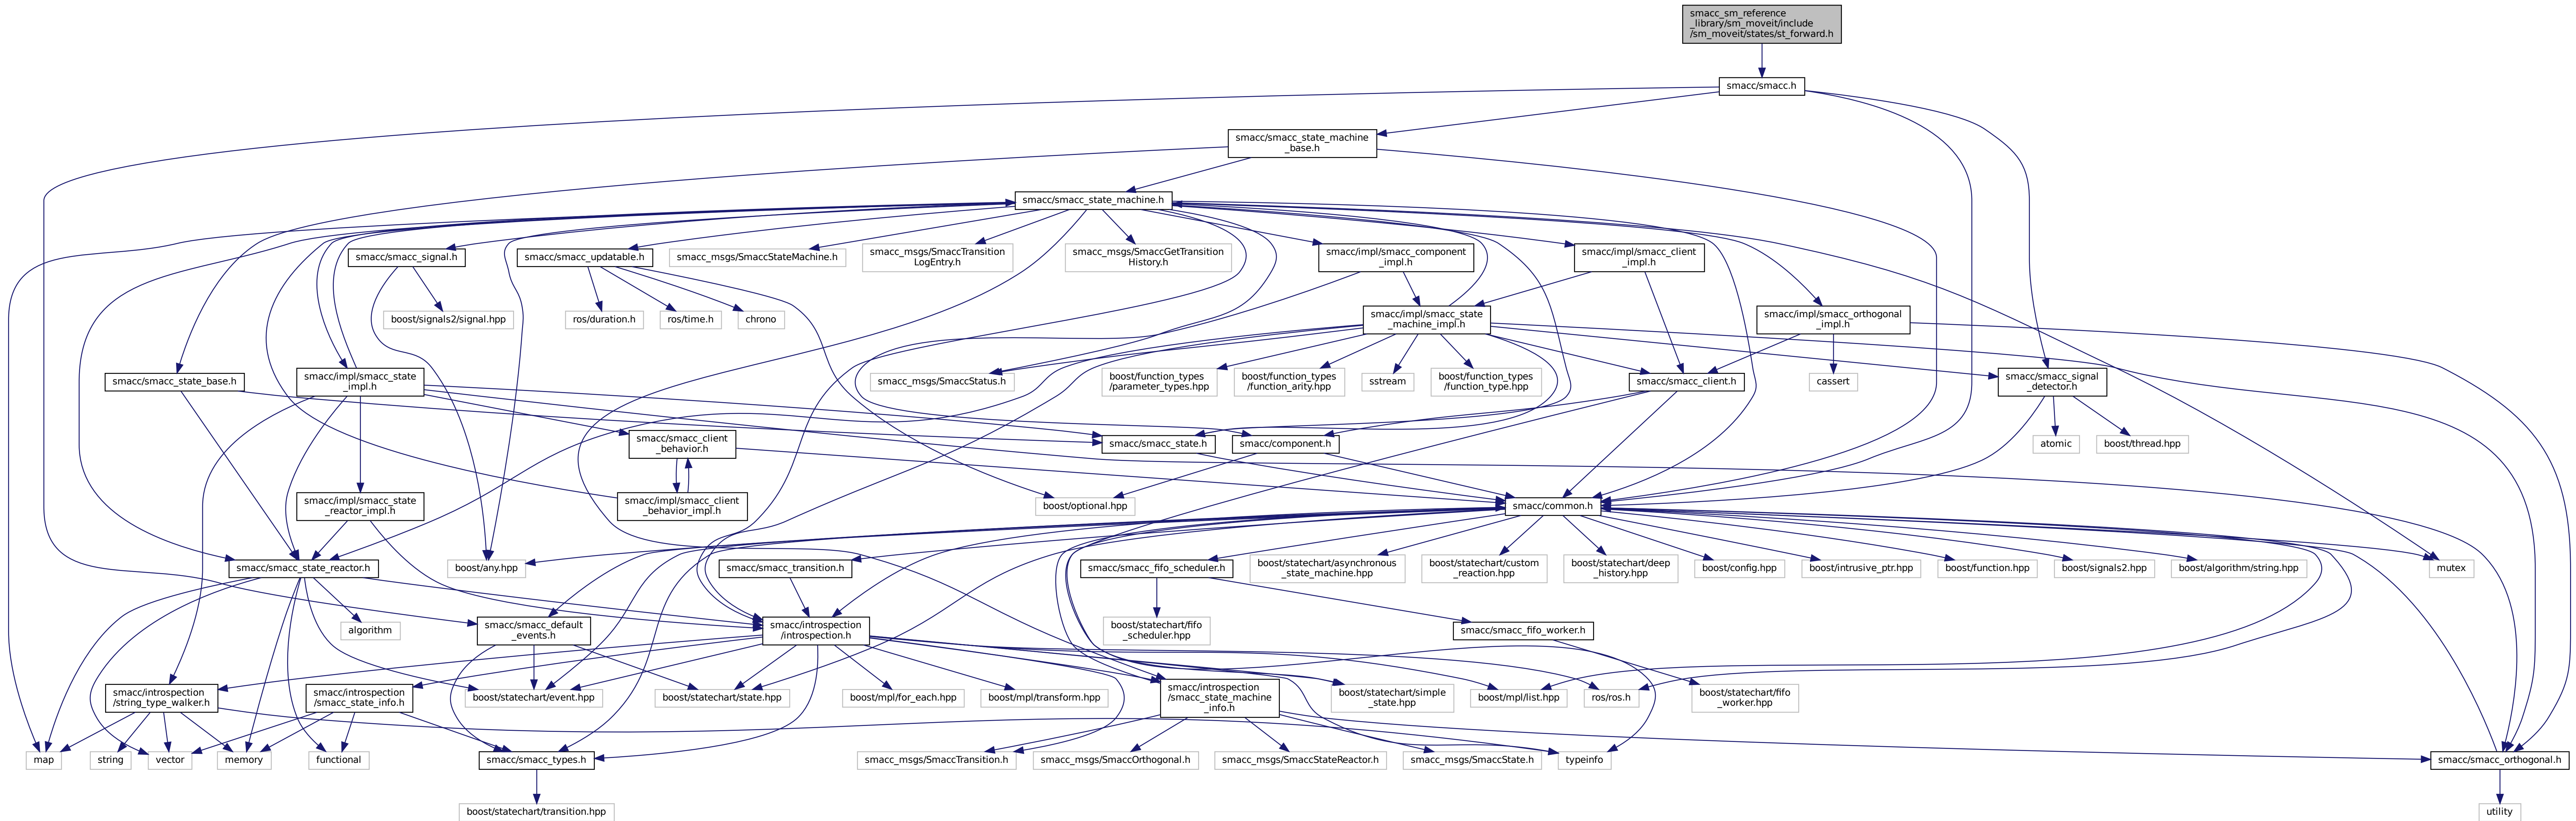 smacc_sm_reference
_library/sm_moveit/include
/sm_moveit/states/st_forward.h
smacc/smacc.h
smacc/smacc_state_machine
_base.h
smacc/smacc_state_machine.h
smacc/smacc_signal.h
smacc/smacc_updatable.h
smacc_msgs/SmaccStateMachine.h
smacc_msgs/SmaccTransition
LogEntry.h
smacc_msgs/SmaccGetTransition
History.h
smacc/impl/smacc_component
_impl.h
smacc/impl/smacc_client
_impl.h
boost/signals2/signal.hpp
ros/duration.h
ros/time.h
chrono
smacc/impl/smacc_state
_machine_impl.h
smacc/impl/smacc_orthogonal
_impl.h
smacc/smacc_state_base.h
smacc/impl/smacc_state
_impl.h
smacc_msgs/SmaccStatus.h
boost/function_types
/parameter_types.hpp
boost/function_types
/function_arity.hpp
sstream
boost/function_types
/function_type.hpp
smacc/smacc_client.h
cassert
smacc/smacc_signal
_detector.h
smacc/smacc_client
_behavior.h
smacc/smacc_state.h
smacc/component.h
atomic
boost/thread.hpp
smacc/impl/smacc_state
_reactor_impl.h
smacc/impl/smacc_client
_behavior_impl.h
boost/optional.hpp
smacc/common.h
smacc/smacc_state_reactor.h
boost/any.hpp
smacc/smacc_transition.h
smacc/smacc_fifo_scheduler.h
boost/statechart/asynchronous
_state_machine.hpp
boost/statechart/custom
_reaction.hpp
boost/statechart/deep
_history.hpp
boost/config.hpp
boost/intrusive_ptr.hpp
boost/function.hpp
boost/signals2.hpp
boost/algorithm/string.hpp
mutex
algorithm
smacc/smacc_default
_events.h
smacc/introspection
/introspection.h
boost/statechart/fifo
_scheduler.hpp
smacc/smacc_fifo_worker.h
smacc/introspection
/string_type_walker.h
smacc/introspection
/smacc_state_info.h
boost/statechart/event.hpp
boost/statechart/state.hpp
boost/mpl/for_each.hpp
boost/mpl/transform.hpp
smacc/introspection
/smacc_state_machine
_info.h
boost/statechart/simple
_state.hpp
boost/mpl/list.hpp
ros/ros.h
boost/statechart/fifo
_worker.hpp
map
string
vector
memory
functional
smacc/smacc_types.h
smacc_msgs/SmaccTransition.h
smacc_msgs/SmaccOrthogonal.h
smacc_msgs/SmaccStateReactor.h
smacc_msgs/SmaccState.h
typeinfo
smacc/smacc_orthogonal.h
boost/statechart/transition.hpp
utility